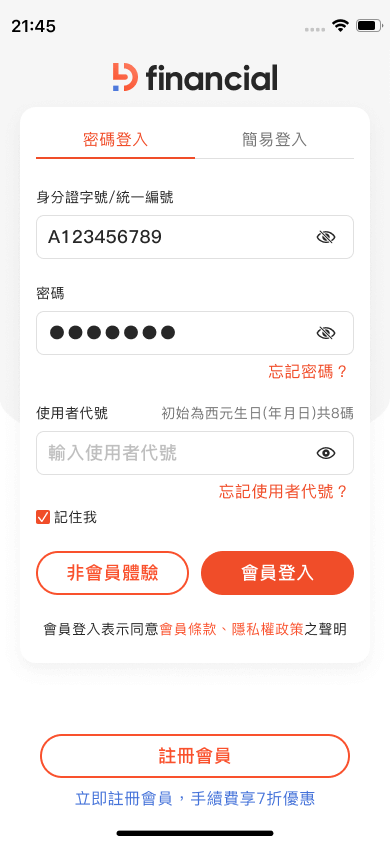 21:45
financial
密碼登入
簡易登入
身分證字號/統一編號
A123456789
密碼
●●●●●●●
忘記密碼？
使用者代號
初始為西元生日(年月日)共8碼
輸入使用者代號
忘記使用者代號？
記住我
非會員體驗
會員登入
會員登入表示同意會員條款、隱私權政策之聲明
註冊會員
立即註冊會員，手續費享7折優惠